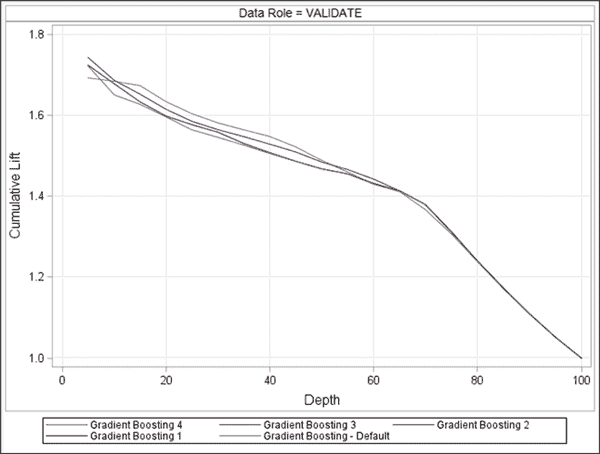 Data Role = VALIDATE
1.8
1.6
1.4
1.2
1.0
Cumulative Lift
0 20 40 60 80 100
Depth
Gradient Boosting 4 Gradient Boosting 3 Gradient Boosting 2
Gradient Boosting 1 Gradient Boosting - Default